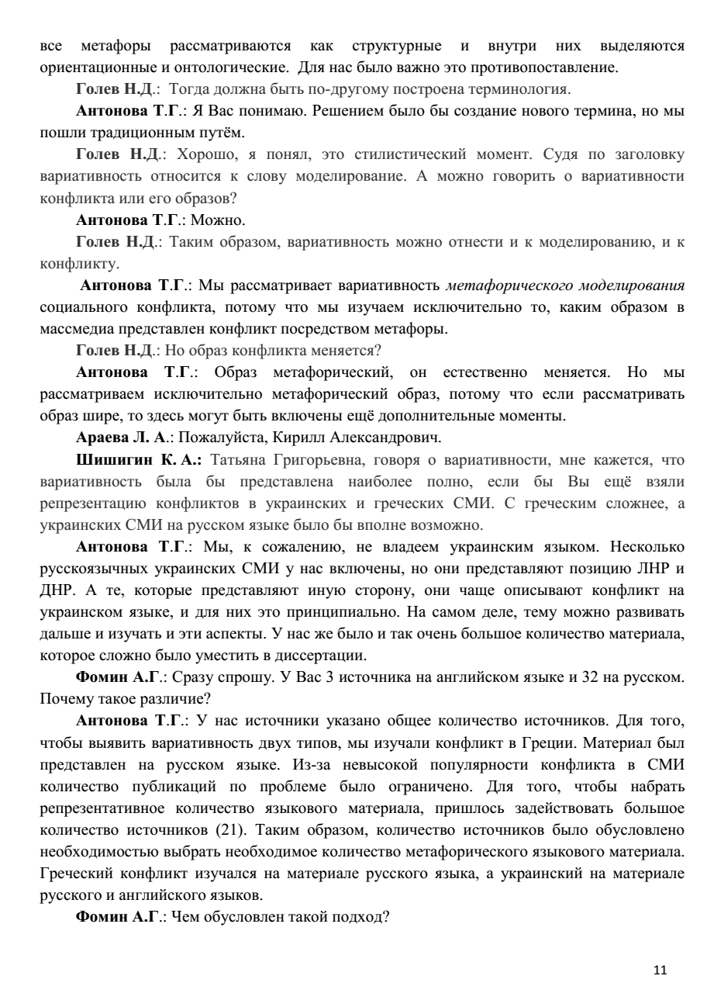 все метафоры рассматриваются как структурные и внутри них выделяются
ориентационные и онтологические. Для нас было важно это противопоставление.
Голев Н.Д.: Тогда должна быть по-другому построена терминология.
Антонова Т.Г.: Я Вас понимаю. Решением было бы создание нового термина, но мы
пошли традиционным путём.
Голев Н.Д.: Хорошо, я понял, это стилистический момент. Судя по заголовку
вариативность относится к слову моделирование. А можно говорить о вариативности
конфликта или его образов?
Антонова Т.Г.: Можно.
Голев Н.Д.: Таким образом, вариативность можно отнести и к моделированию, и к
конфликту.
Антонова Т.Г.: Мы рассматривает вариативность метафорического моделирования
социального конфликта, потому что мы изучаем исключительно то, каким образом в
массмедиа представлен конфликт посредством метафоры.
Голев Н.Д.: Но образ конфликта меняется?
Антонова Т.Г.: Образ метафорический, он естественно меняется. Но мы
рассматриваем исключительно метафорический образ, потому что если рассматривать
образ шире, то здесь могут быть включены ещё дополнительные моменты.
Араева Л. А.: Пожалуйста, Кирилл Александрович.
Шишигин К. А.: Татьяна Григорьевна, говоря о вариативности, мне кажется, что
вариативность была бы представлена наиболее полно, если бы Вы ещё взяли
репрезентацию конфликтов в украинских и греческих СМИ. С греческим сложнее, а
украинских СМИ на русском языке было бы вполне возможно.
Антонова Т.Г.: Мы, к сожалению, не владеем украинским языком. Несколько
русскоязычных украинских СМИ у нас включены, но они представляют позицию ЛНР и
ДНР. А те, которые представляют иную сторону, они чаще описывают конфликт на
украинском языке, и для них это принципиально. На самом деле, тему можно развивать
дальше и изучать и эти аспекты. У нас же было и так очень большое количество материала,
которое сложно было уместить в диссертации.
Фомин А.Г.: Сразу спрошу. У Вас 3 источника на английском языке и 32 на русском.
Почему такое различие?
Антонова Т.Г.: У нас источники указано общее количество источников. Для того,
чтобы выявить вариативность двух типов, мы изучали конфликт в Греции. Материал был
представлен на русском языке. Из-за невысокой популярности конфликта в СМИ
количество публикаций по проблеме было ограничено. Для того, чтобы набрать
репрезентативное количество языкового материала, пришлось задействовать большое
количество источников (21). Таким образом, количество источников было обусловлено
необходимостью выбрать необходимое количество метафорического языкового материала.
Греческий конфликт изучался на материале русского языка, а украинский на материале
русского и английского языков.
Фомин А.Г.: Чем обусловлен такой подход?
11